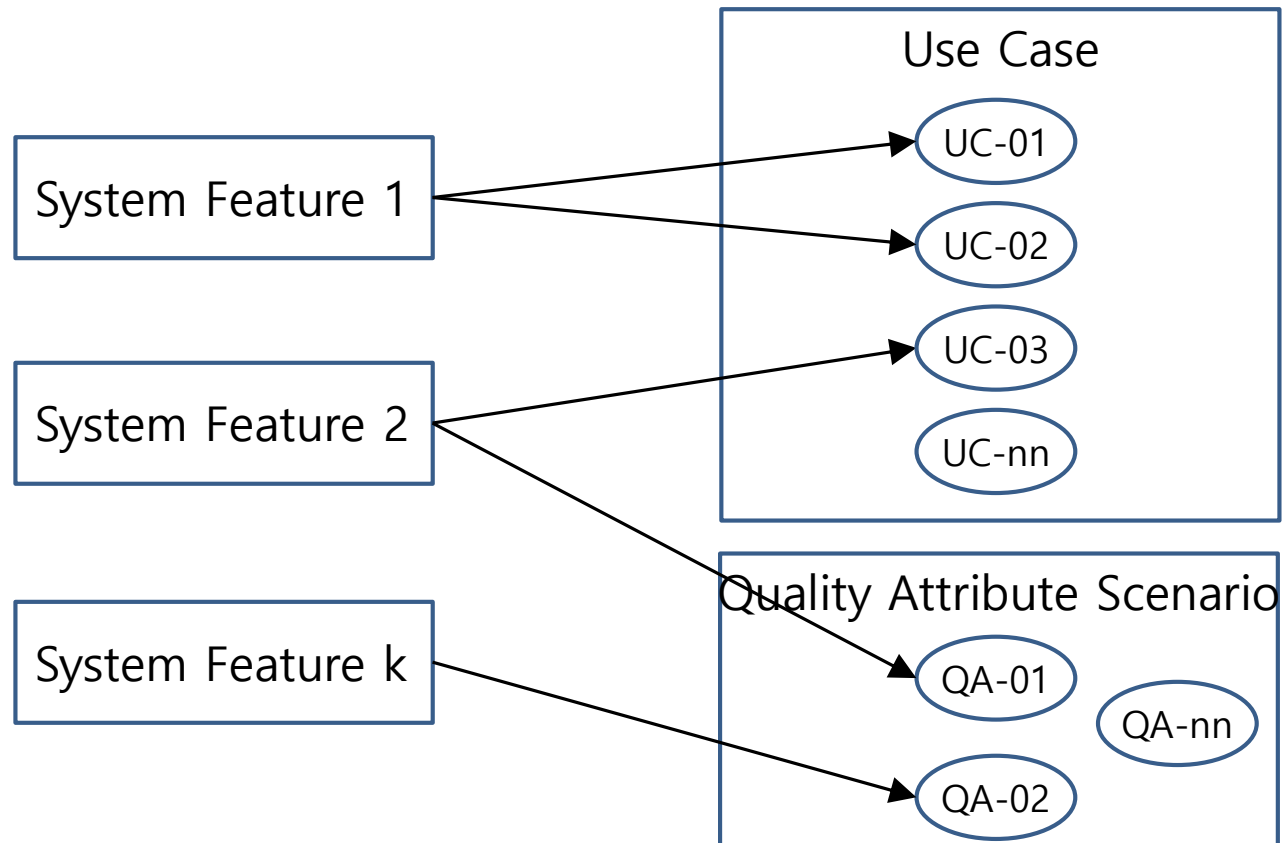 System Feature 1
System Feature 2
System Feature k
Use Case
UC-01
UC-02
UC-03
UC-nn
Quality Attribute Scenario
QA-01
QA-nn
QA-02